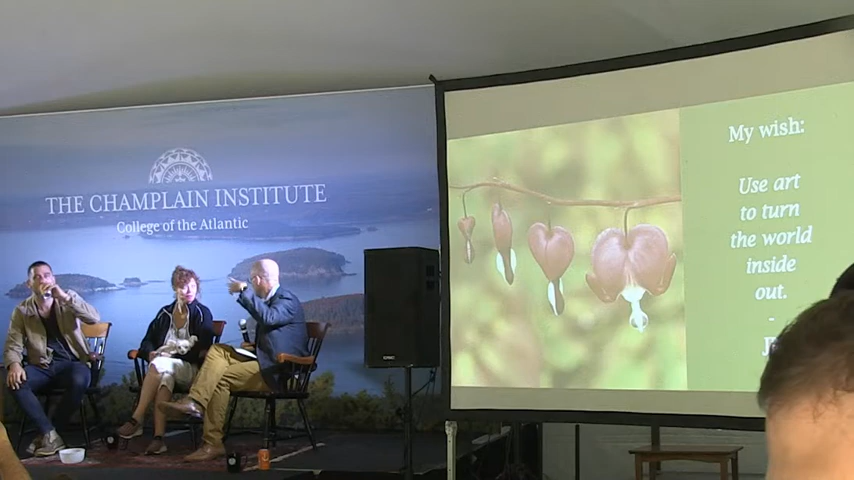 THE CHAMPLAIN INSTITUTE
College of the Atlantic
My wish:
Use art
to turn
the world
inside
out.
-